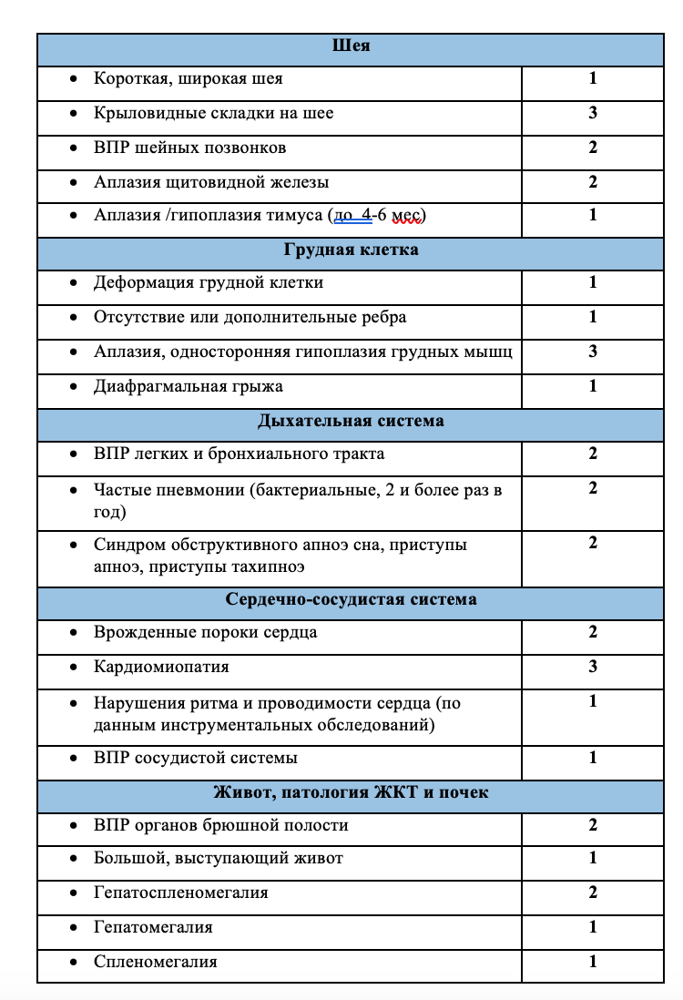 Шея
• Короткая, широкая шея 1
• Крыловидные складки на шее 3
• ВПР шейных позвонков 2
• Аплазия щитовидной железы 2
• Аплазия /гипоплазия тимуса (до  4-6 мес) 1
Грудная клетка
• Деформация грудной клетки 1
• Отсутствие или дополнительные ребра 1
• Аплазия, односторонняя гипоплазия грудных мышц 3
• Диафрагмальная грыжа 1
Дыхательная система
• ВПР легких и бронхиального тракта 2
• Частые пневмонии (бактериальные, 2 и более раз в 2
год)
• Синдром обструктивного апноэ сна, приступы 2
апноэ, приступы тахипноэ
Сердечно-сосудистая система
• Врожденные пороки сердца 2
• Кардиомиопатия 3
• Нарушения ритма и проводимости сердца (по 1
данным инструментальных обследований)
• ВПР сосудистой системы 1
Живот, патология ЖКТ и почек
• ВПР органов брюшной полости 2
• Большой, выступающий живот 1
• Гепатоспленомегалия 2
• Гепатомегалия 1
• Спленомегалия 1